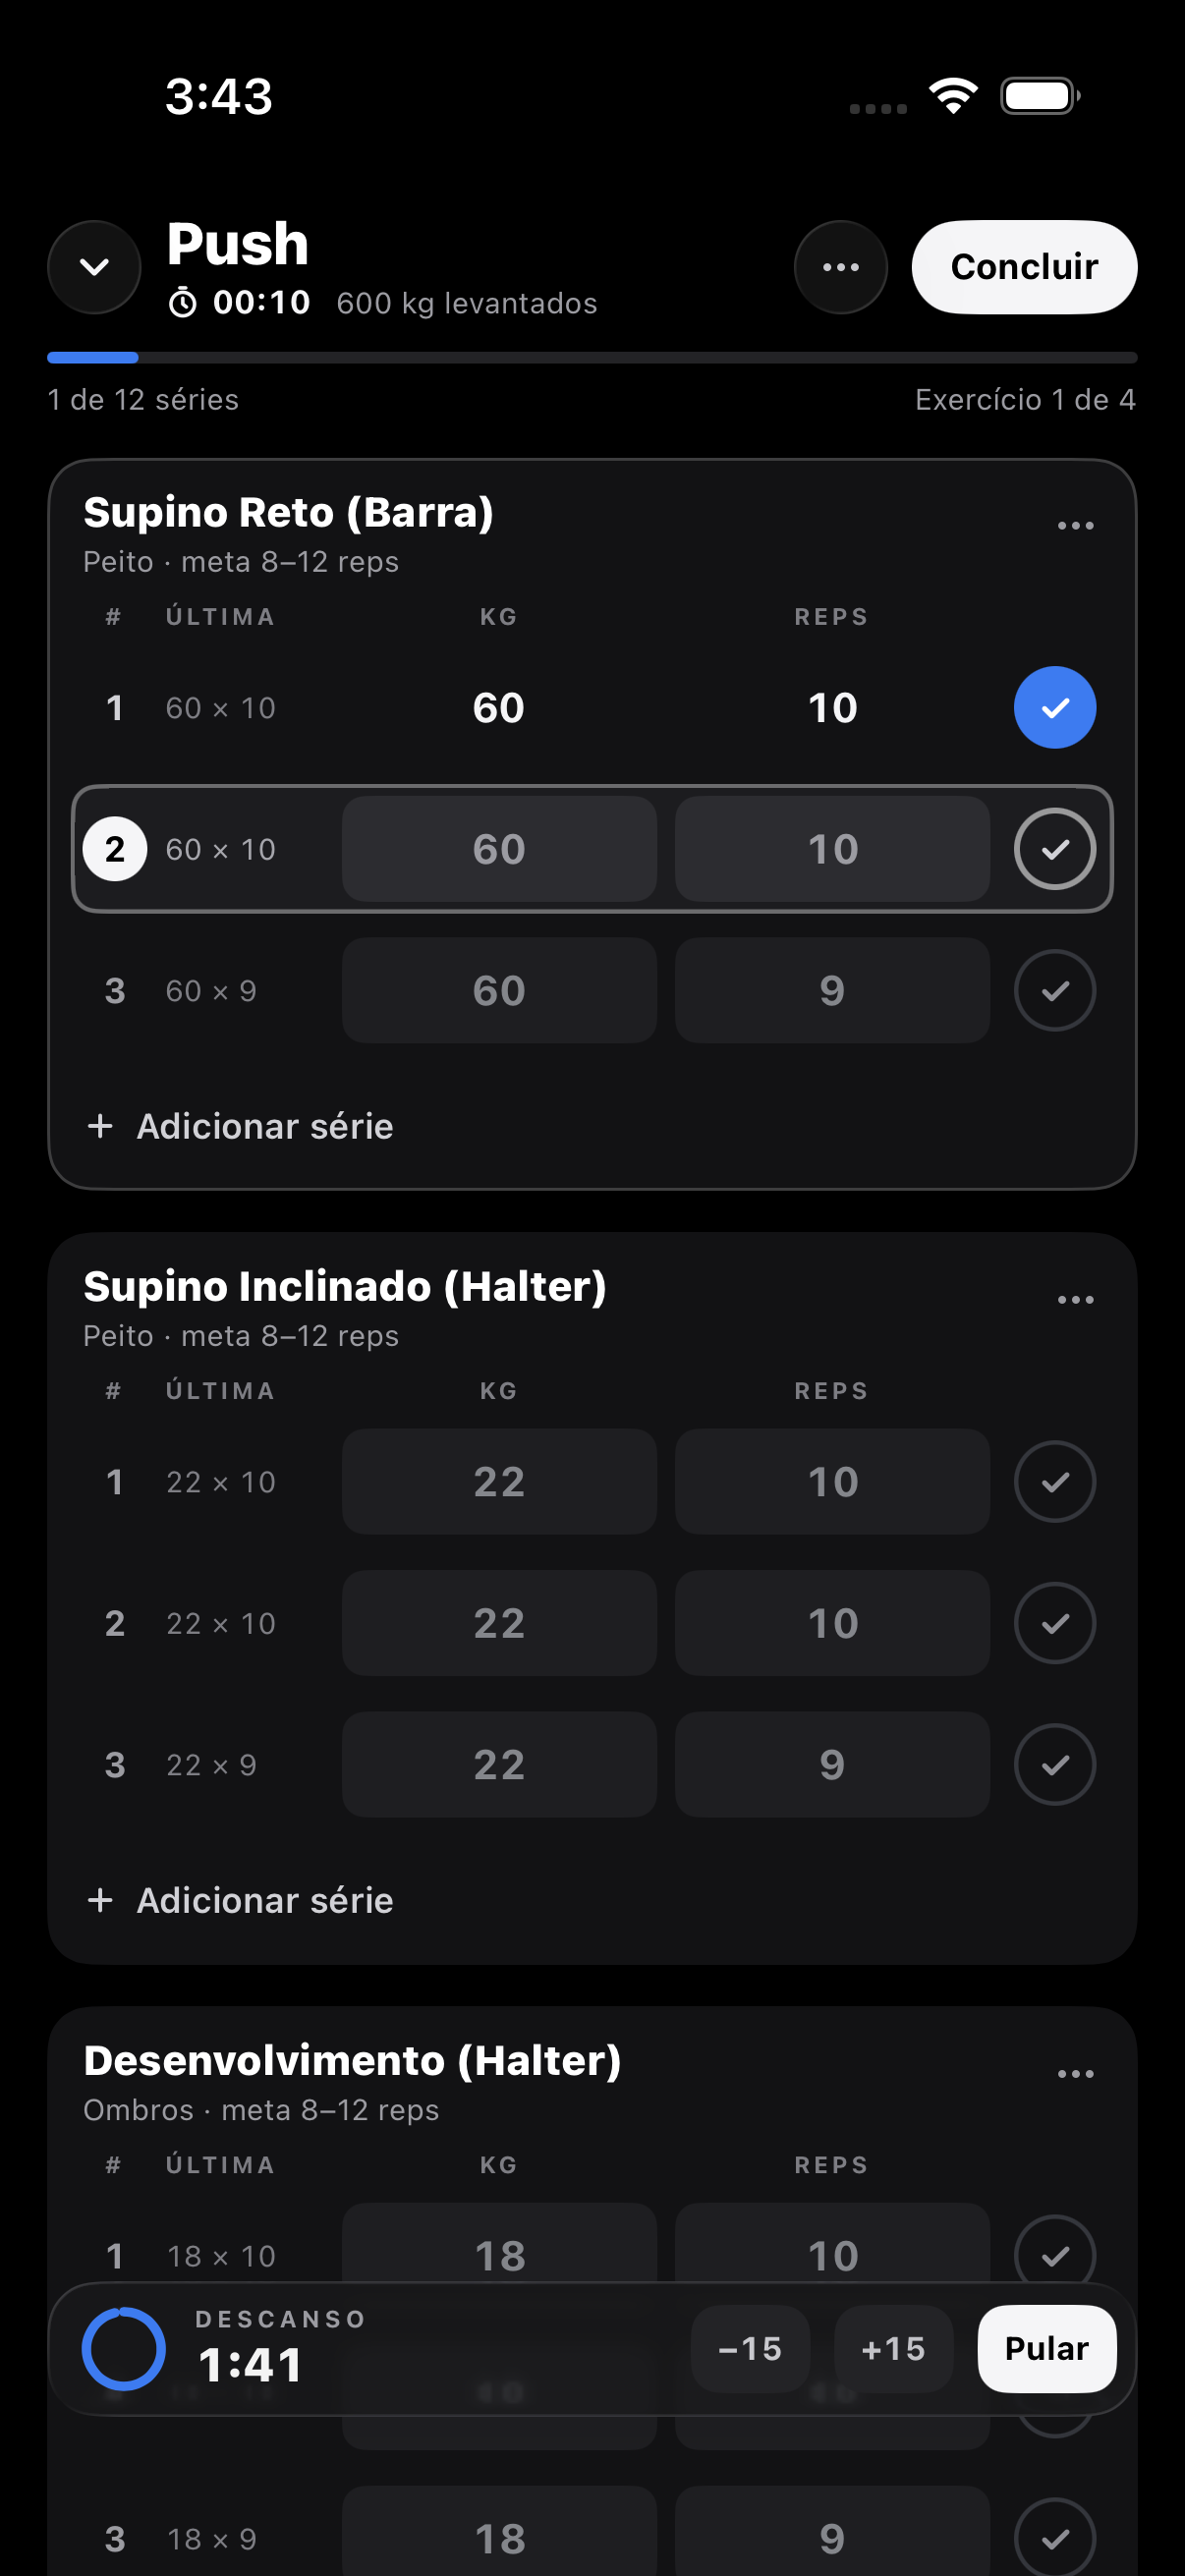 3:43
Push
00:10 600 kg levantados
Concluir
1 de 12 séries
Exercício 1 de 4
Supino Reto (Barra)
Peito · meta 8–12 reps
# ÚLTIMA KG REPS
1 60 × 10 60 10
2 60 × 10 60 10
3 60 × 9 60 9
+ Adicionar série
Supino Inclinado (Halter)
Peito · meta 8–12 reps
# ÚLTIMA KG REPS
1 22 × 10 22 10
2 22 × 10 22 10
3 22 × 9 22 9
+ Adicionar série
Desenvolvimento (Halter)
Ombros · meta 8–12 reps
# ÚLTIMA KG REPS
1 18 × 10 18 10
DESCANSO
1:41
−15 +15 Pular
3 18 × 9 18 9